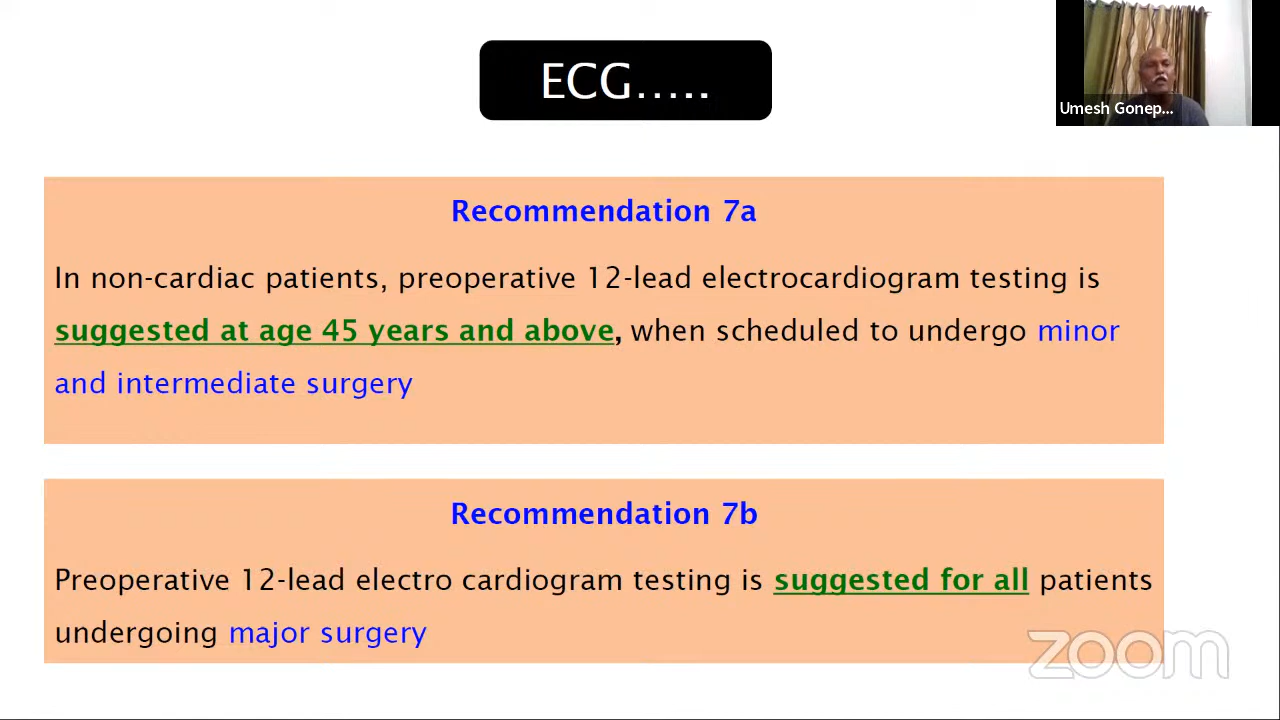 ECG.....
Umesh Gonep...
Recommendation 7a
In non-cardiac patients, preoperative 12-lead electrocardiogram testing is
suggested at age 45 years and above, when scheduled to undergo minor
and intermediate surgery
Recommendation 7b
Preoperative 12-lead electro cardiogram testing is suggested for all patients
undergoing major surgery
zoom